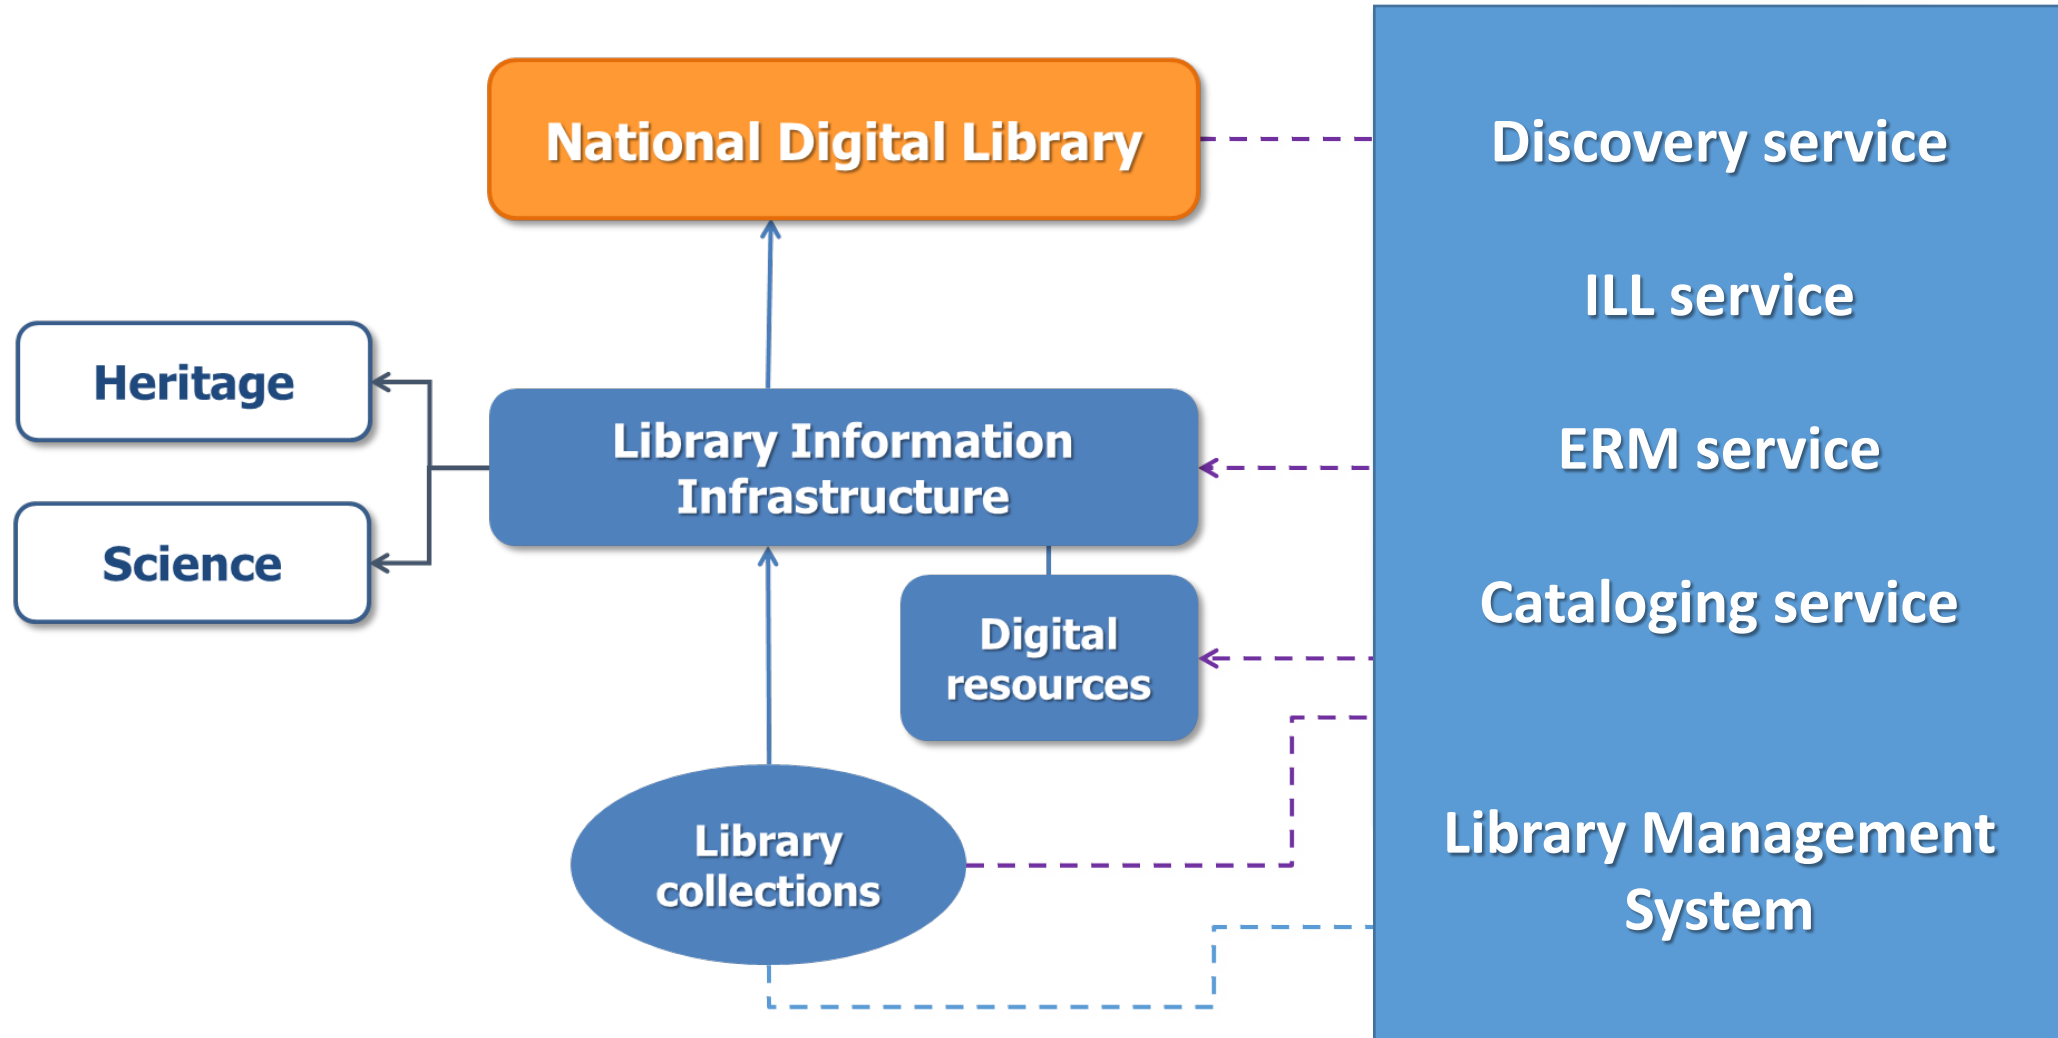 National Digital Library
Heritage
Science
Library Information
Infrastructure
Digital
resources
Library
collections
Discovery service
ILL service
ERM service
Cataloging service
Library Management
System